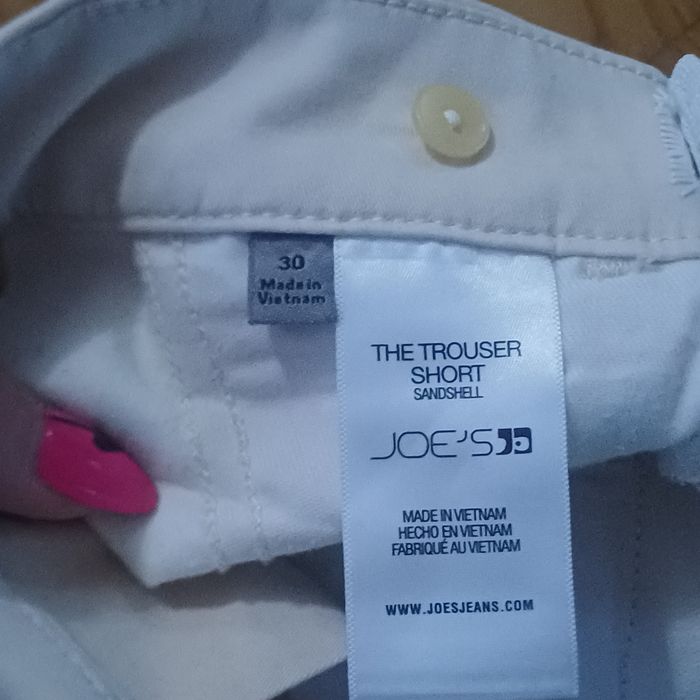 30
Made in
Vietnam
THE TROUSER
SHORT
SANDSHELL
JOE'S
MADE IN VIETNAM
HECHO EN VIETNAM
FABRIQUÉ AU VIETNAM
WWW.JOESJEANS.COM